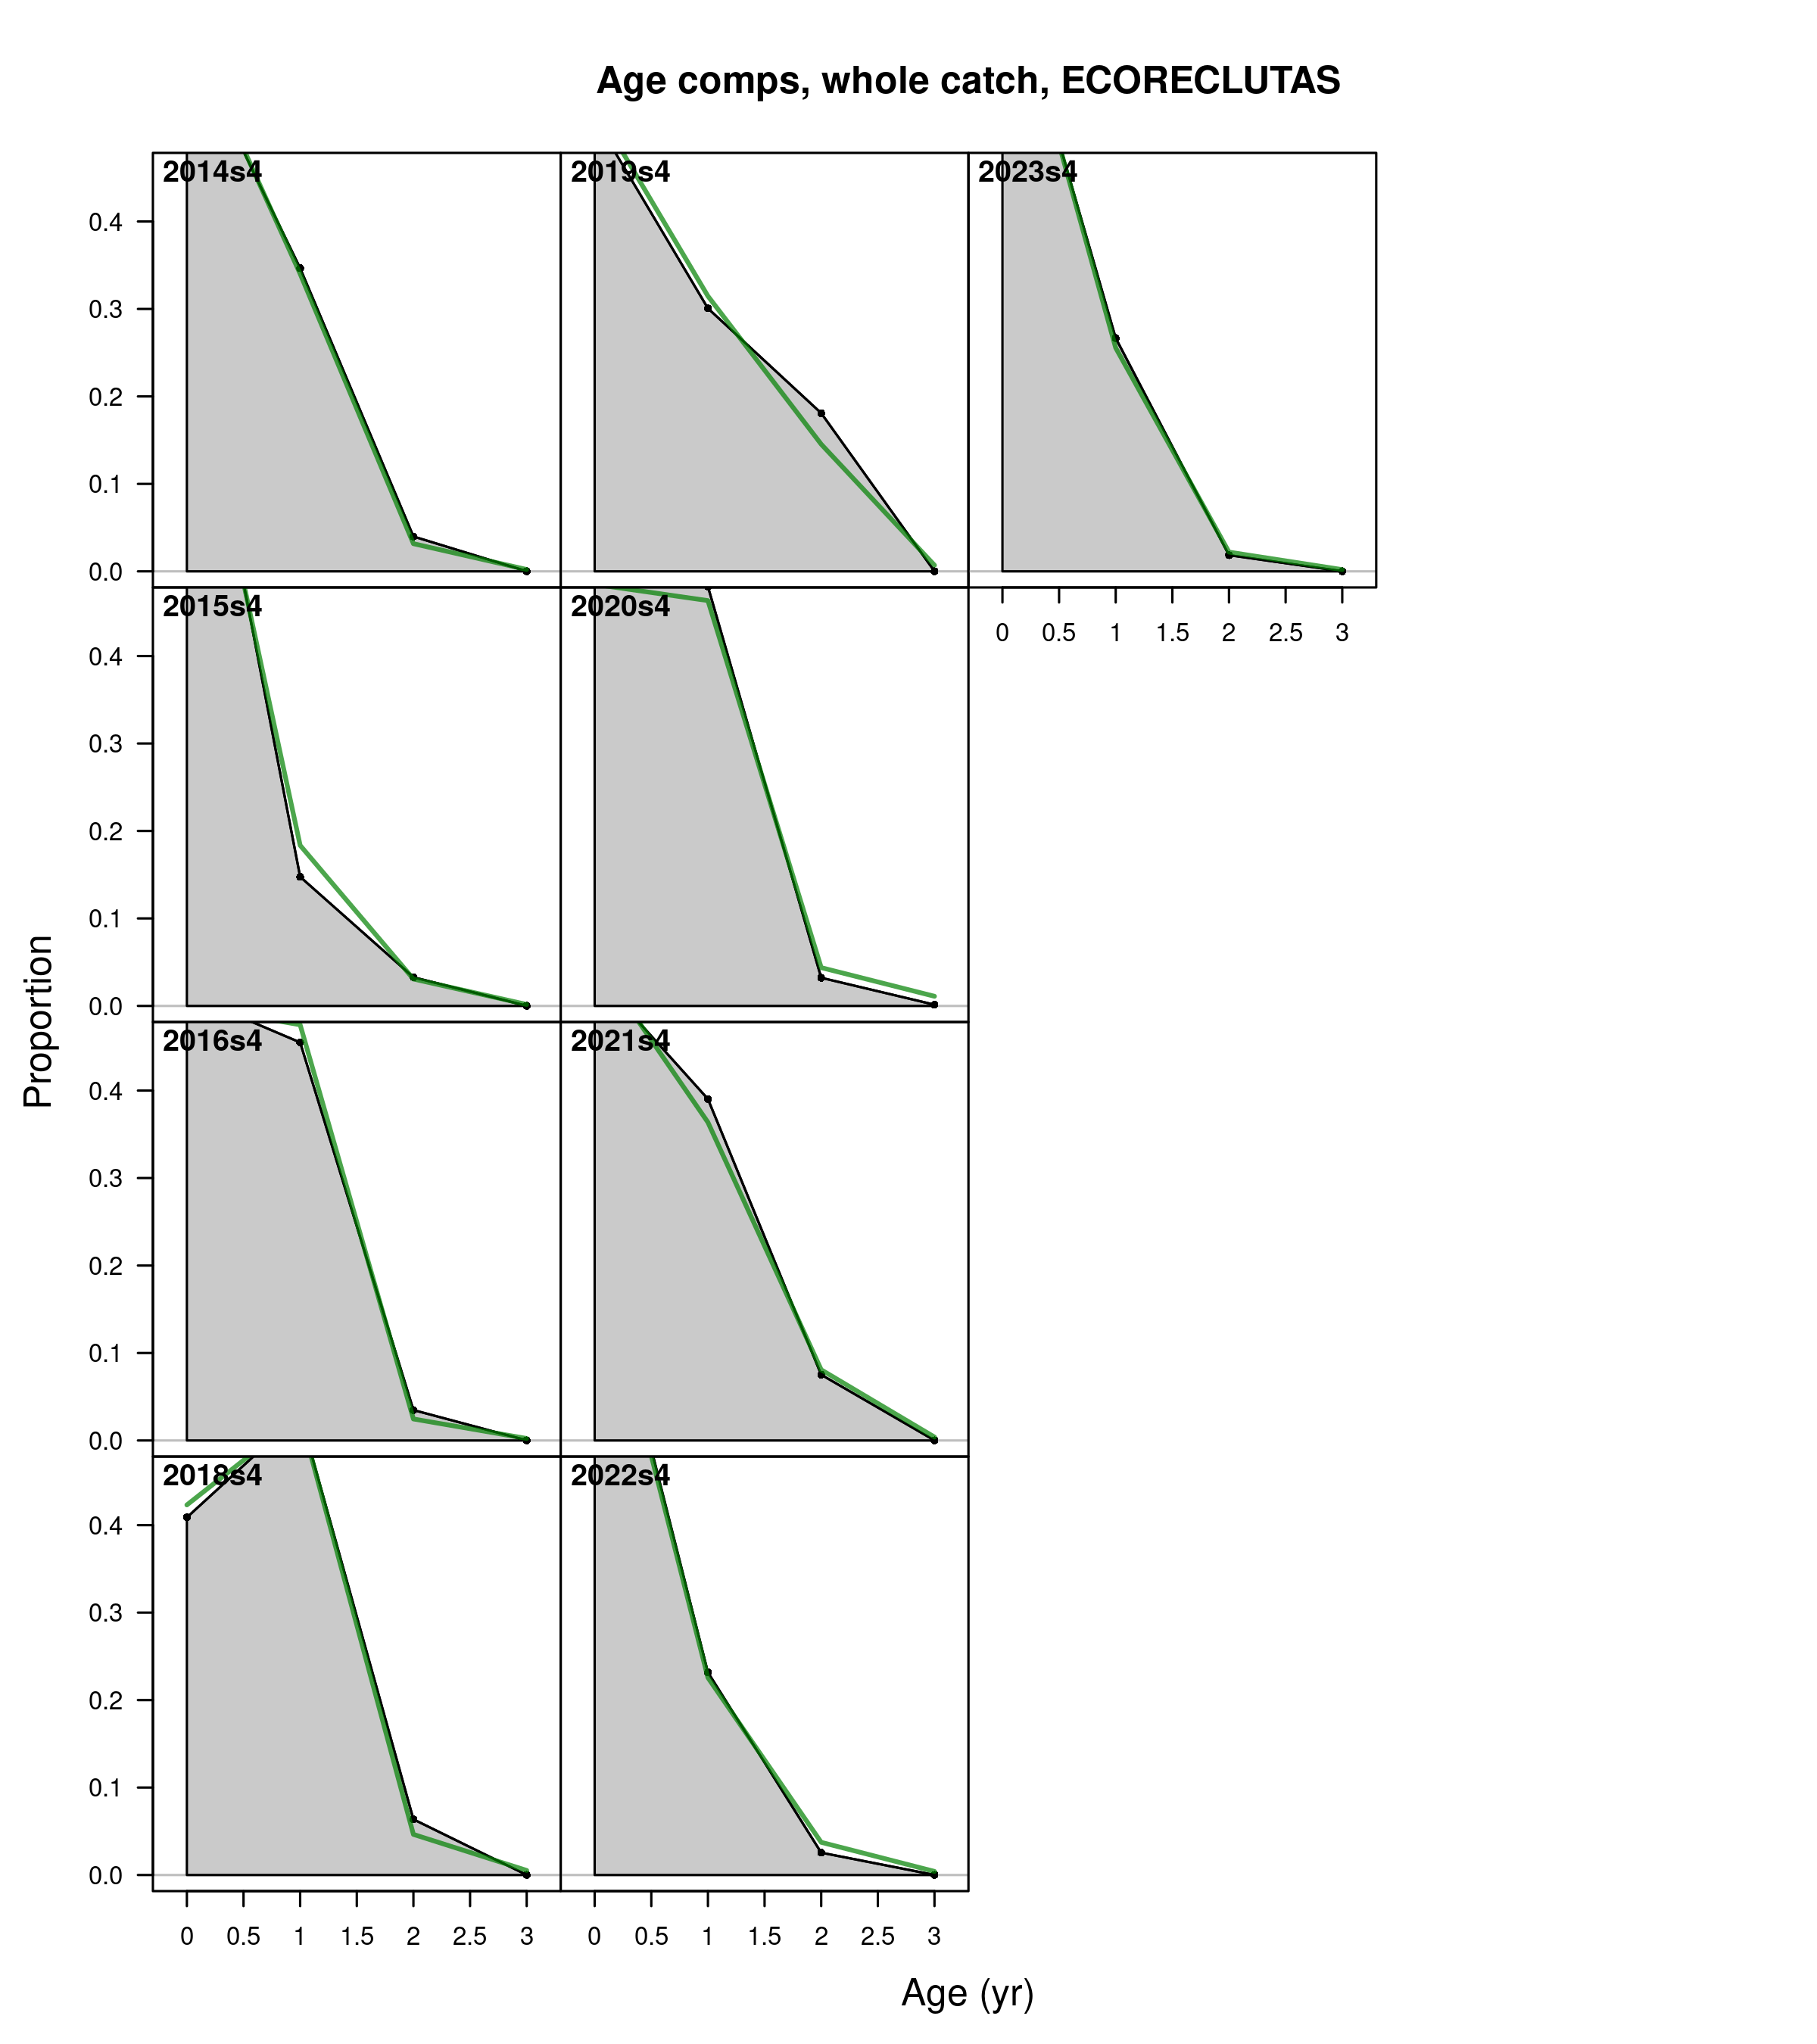 Age comps, whole catch, ECORECLUTAS
2014s4
2019s4
2023s4
0.4
0.3
0.2
0.1
0.0
2015s4
2020s4
0 0.5 1 1.5 2 2.5 3
0.4
0.3
0.2
0.1
0.0
Proportion
2016s4
2021s4
0.4
0.3
0.2
0.1
0.0
2018s4
2022s4
0.4
0.3
0.2
0.1
0.0
0 0.5 1 1.5 2 2.5 3
0 0.5 1 1.5 2 2.5 3
Age (yr)